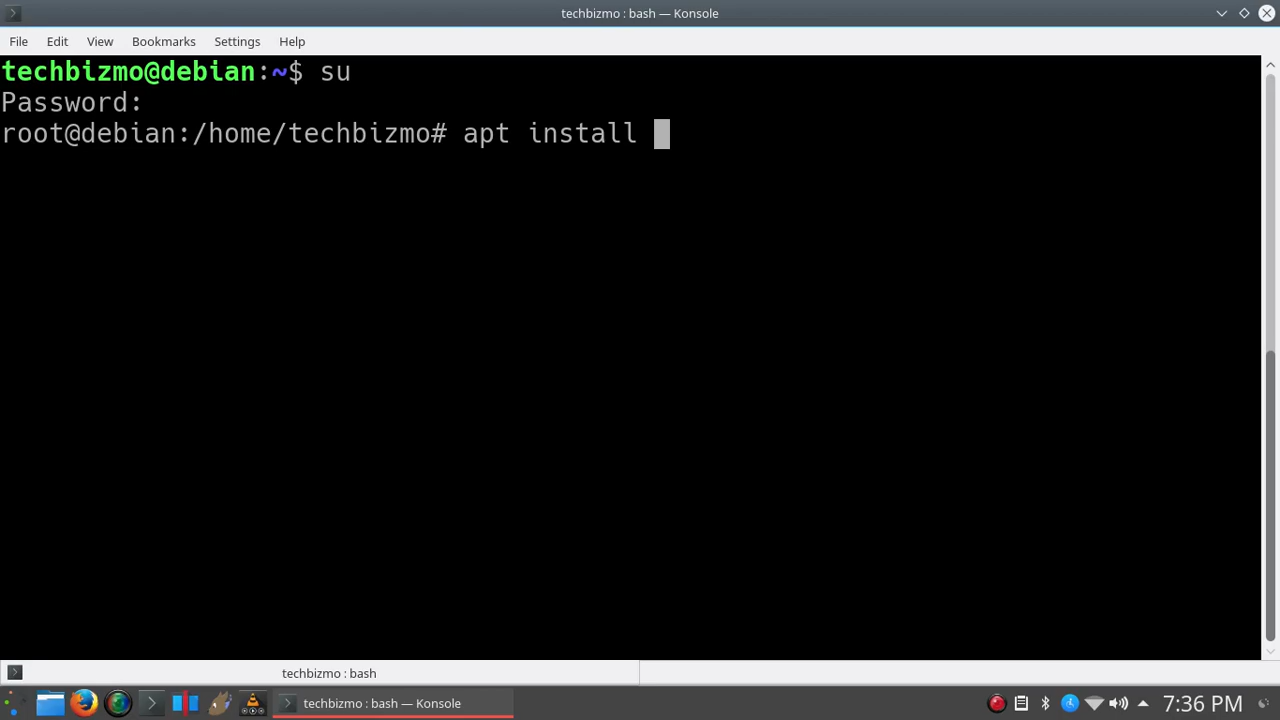 techbizmo : bash — Konsole
File Edit View Bookmarks Settings Help
techbizmo@debian:~$ su
Password:
root@debian:/home/techbizmo# apt install
techbizmo : bash
techbizmo : bash — Konsole
7:36 PM